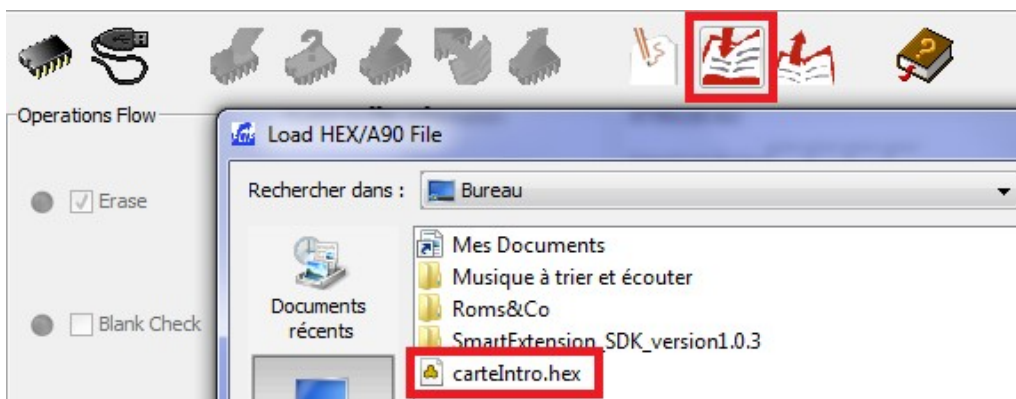 Operations Flow
Load HEX/A90 File
Erase
Rechercher dans :
Bureau
Mes Documents
Musique à trier et écouter
Documents
récents
Roms&Co
Blank Check
SmartExtension_SDK_version1.0.3
carteIntro.hex